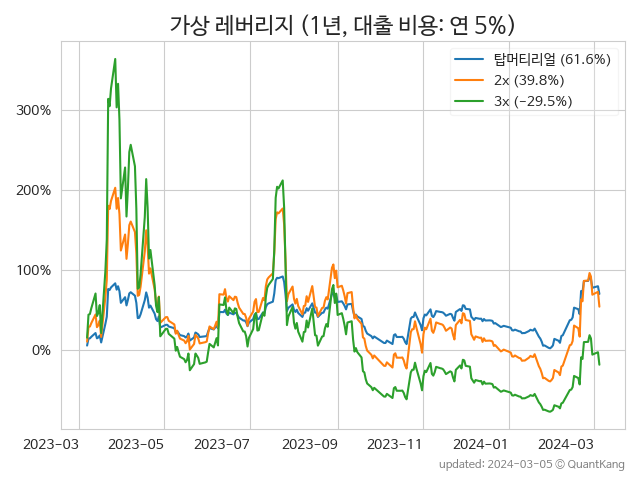 가상 레버리지 (1년, 대출 비용: 연 5%)
탑머티리얼 (61.6%)
2x (39.8%)
3x (−29.5%)
300%
200%
100%
0%
2023-03 2023-05 2023-07 2023-09 2023-11 2024-01 2024-03
updated: 2024-03-05 © QuantKang